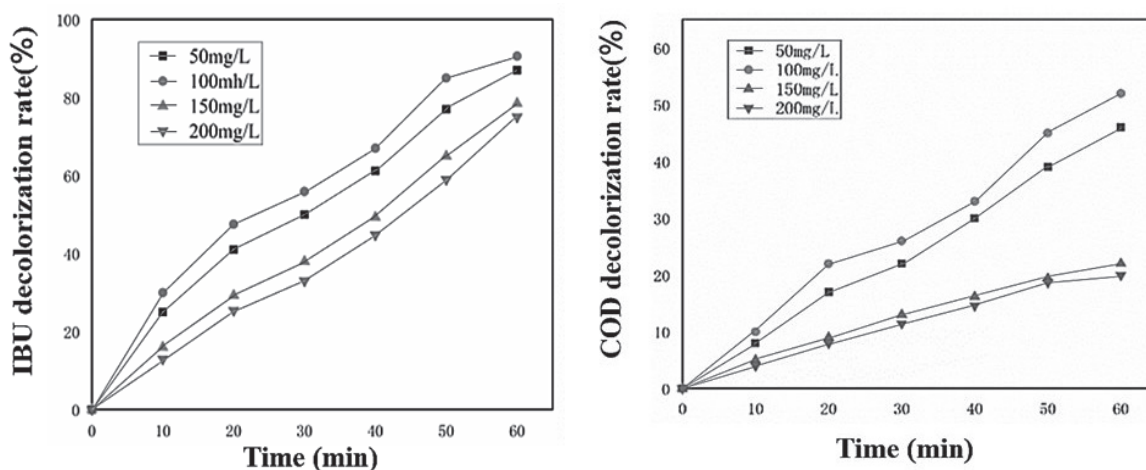 IBU decolorization rate(%)
100
80
60
40
20
0
50mg/L
100mh/L
150mg/L
200mg/L
0 10 20 30 40 50 60
Time (min)
COD decolorization rate(%)
60
50
40
30
20
10
0
50mg/L
100mg/L
150mg/L
200mg/L
0 10 20 30 40 50 60
Time (min)